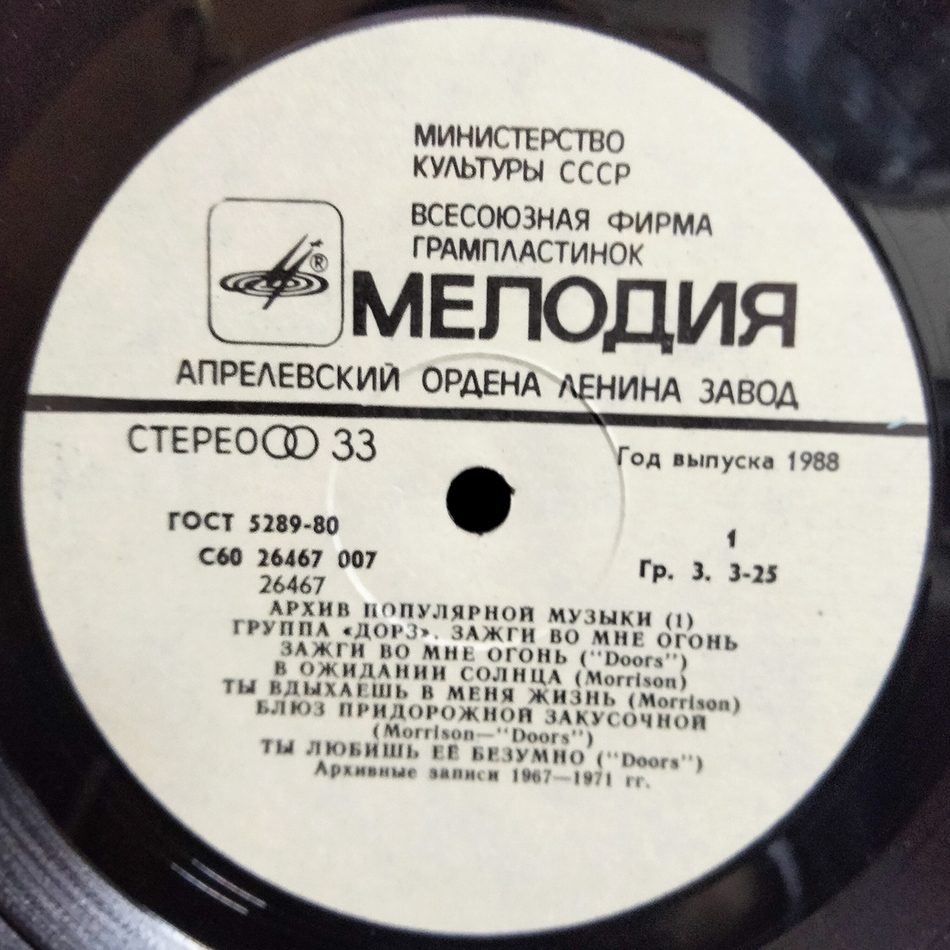 МИНИСТЕРСТВО
КУЛЬТУРЫ СССР
ВСЕСОЮЗНАЯ ФИРМА
ГРАМПЛАСТИНОК
®
МЕЛОДИЯ
АПРЕЛЕВСКИЙ ОРДЕНА ЛЕНИНА ЗАВОД
СТЕРЕО 33
Год выпуска 1988
ГОСТ 5289-80
1
С60 26467 007
Гр. 3. 3-25
26467
АРХИВ ПОПУЛЯРНОЙ МУЗЫКИ (1)
ГРУППА «ДОРЗ». ЗАЖГИ ВО МНЕ ОГОНЬ
ЗАЖГИ ВО МНЕ ОГОНЬ ("Doors")
В ОЖИДАНИИ СОЛНЦА (Morrison)
ТЫ ВДЫХАЕШЬ В МЕНЯ ЖИЗНЬ (Morrison)
БЛЮЗ ПРИДОРОЖНОЙ ЗАКУСОЧНОЙ
(Morrison—"Doors")
ТЫ ЛЮБИШЬ ЕЁ БЕЗУМНО ("Doors")
Архивные записи 1967—1971 гг.